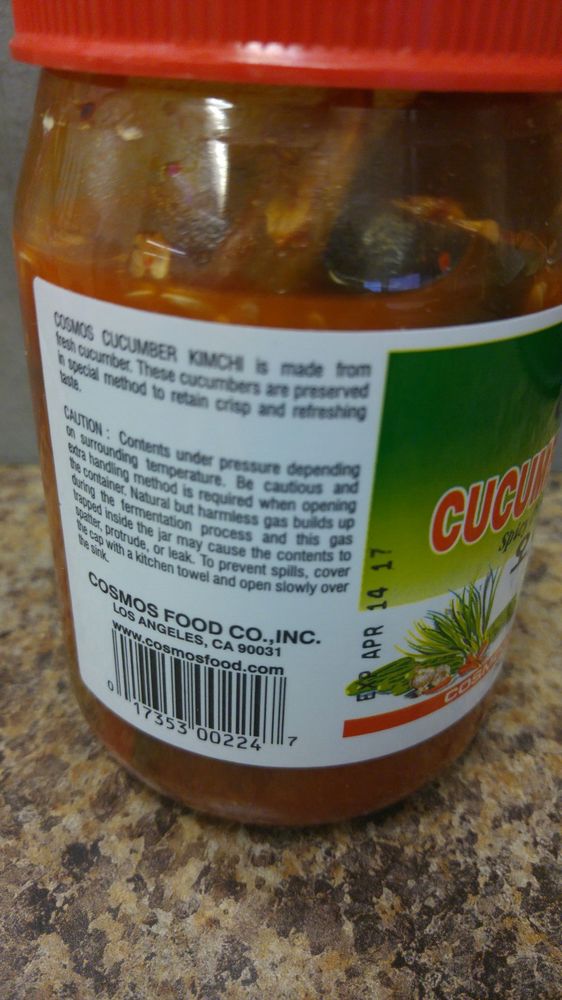 COSMOS CUCUMBER KIMCHI is made from
fresh cucumber. These cucumbers are preserved
in special method to retain crisp and refreshing
taste.
CAUTION : Contents under pressure depending
on surrounding temperature. Be cautious and
extra handling method is required when opening
the container. Natural but harmless gas builds up
during the fermentation process and this gas
trapped inside the jar may cause the contents to
spatter, protrude, or leak. To prevent spills, cover
the cap with a kitchen towel and open slowly over
the sink.
COSMOS FOOD CO.,INC.
LOS ANGELES, CA 90031
www.cosmosfood.com
0 17353 00224 7
CUCUM
spicy
EXP APR 14 17
COSM